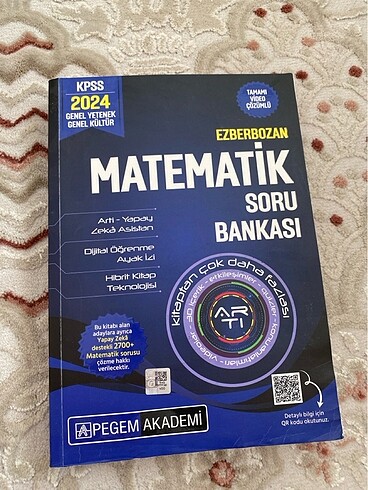 KPSS
2024
GENEL YETENEK
GENEL KÜLTÜR
TAMAMI
VİDEO
ÇÖZÜMLÜ
EZBERBOZAN
MATEMATİK
SORU
BANKASI
Arti - Yapay
Zekâ Asistan
Dijital Öğrenme
Ayak İzi
Hibrit Kitap
Teknolojisi
kitaptan çok daha fazlası
ARTI
Bu kitabı alan
adaylara ayrıca
Yapay Zekâ
destekli 2700+
Matematik sorusu
çözme hakkı
verilecektir.
Detaylı bilgi için
QR kodu okutunuz.
PEGEM AKADEMİ